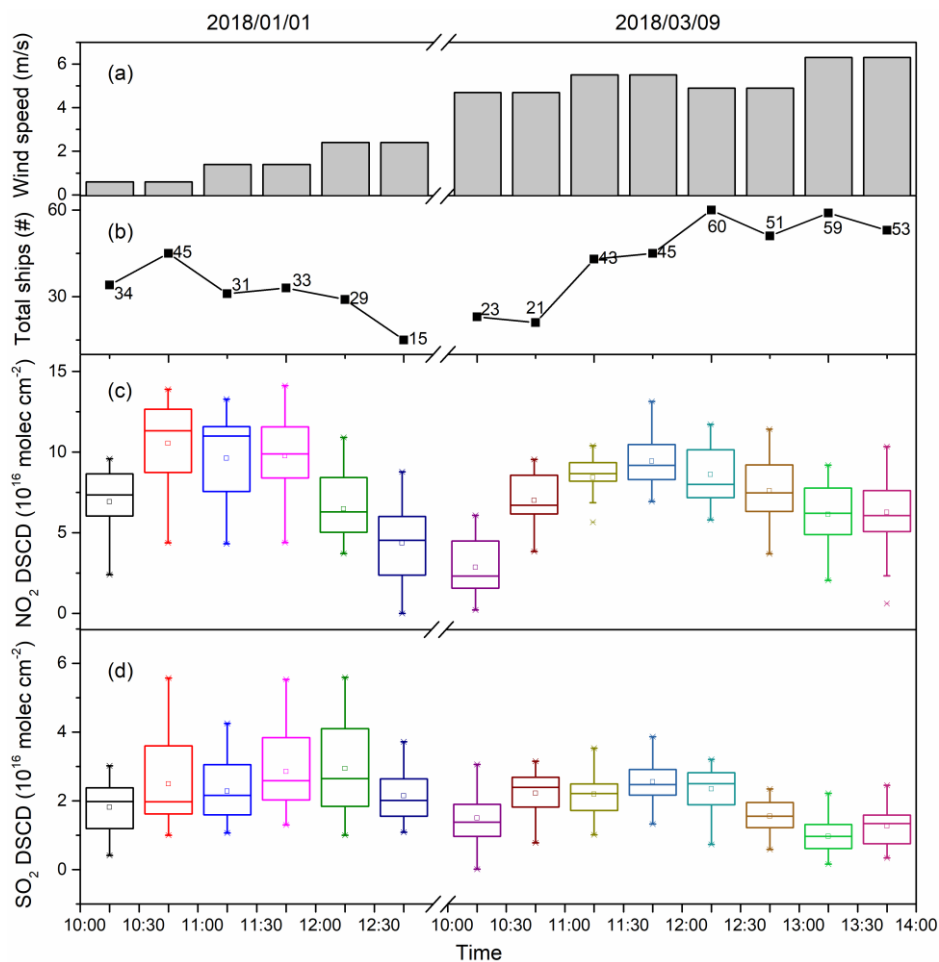 2018/01/01 2018/03/09
(a)
Wind speed (m/s)
6
4
2
0
(b)
Total ships (#)
60
30
34 45 31 33 29 15 23 21 43 45 60 51 59 53
(c)
NO₂ DSCD (10¹⁶ molec cm⁻²)
15
10
5
0
(d)
SO₂ DSCD (10¹⁶ molec cm⁻²)
6
4
2
0
10:00 10:30 11:00 11:30 12:00 12:30 10:00 10:30 11:00 11:30 12:00 12:30 13:00 13:30 14:00
Time